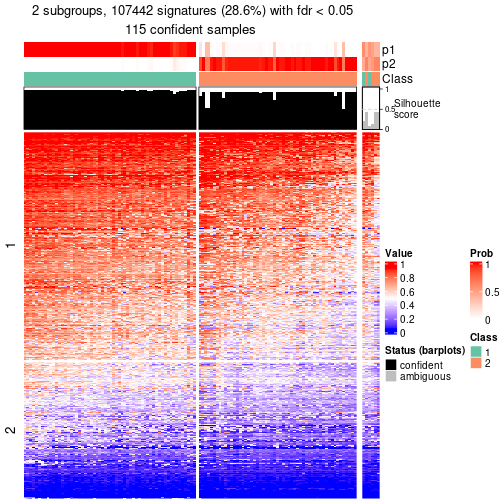 2 subgroups, 107442 signatures (28.6%) with fdr < 0.05
115 confident samples
p1
p2
Class
1
0.5
0
Silhouette
score
1
2
Value
1
0.8
0.6
0.4
0.2
0
Prob
1
0.5
0
Status (barplots)
confident
ambiguous
Class
1
2